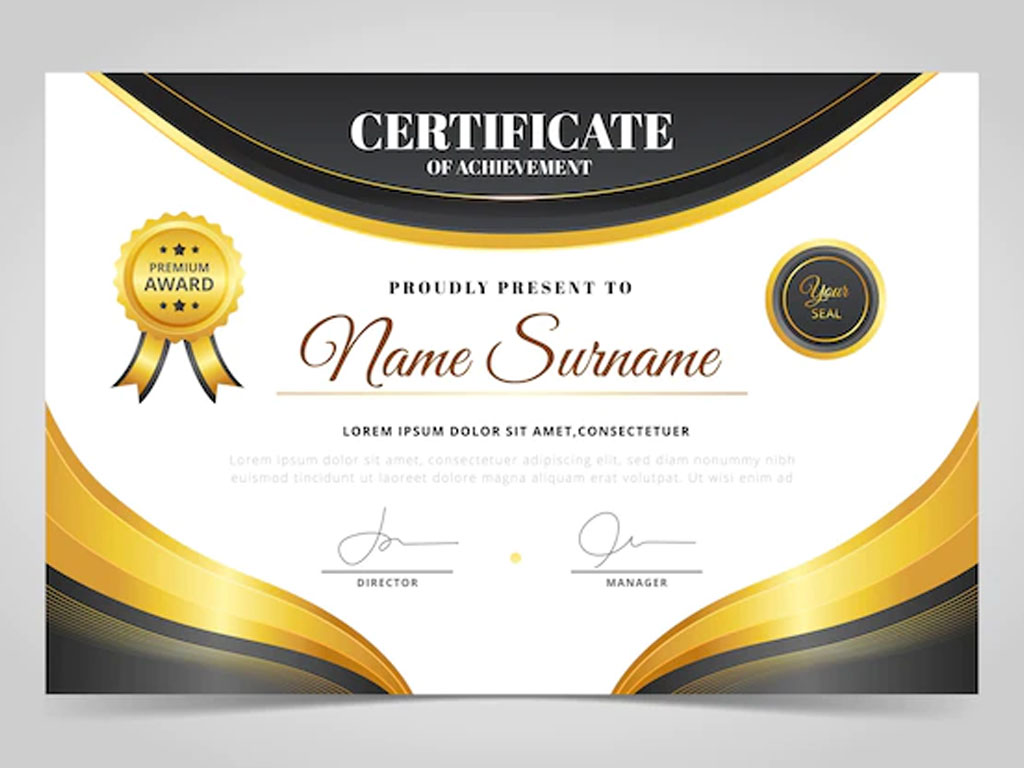 CERTIFICATE
OF ACHIEVEMENT
PREMIUM
AWARD
PROUDLY PRESENT TO
Your
SEAL
Name Surname
LOREM IPSUM DOLOR SIT AMET,CONSECTETUER
Lorem ipsum dolor sit amet, consectetuer adipiscing elit, sed diam nonummy nibh
euismod tincidunt ut laoreet dolore magna aliquam erat volutpat. Ut wisi enim ad
DIRECTOR
MANAGER